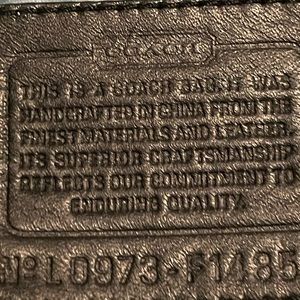 COACH
THIS IS A COACH BAG. IT WAS
HANDCRAFTED IN CHINA FROM THE
FINEST MATERIALS AND LEATHER.
ITS SUPERIOR CRAFTSMANSHIP
REFLECTS OUR COMMITMENT TO
ENDURING QUALITY.
Nº L0973-F1485